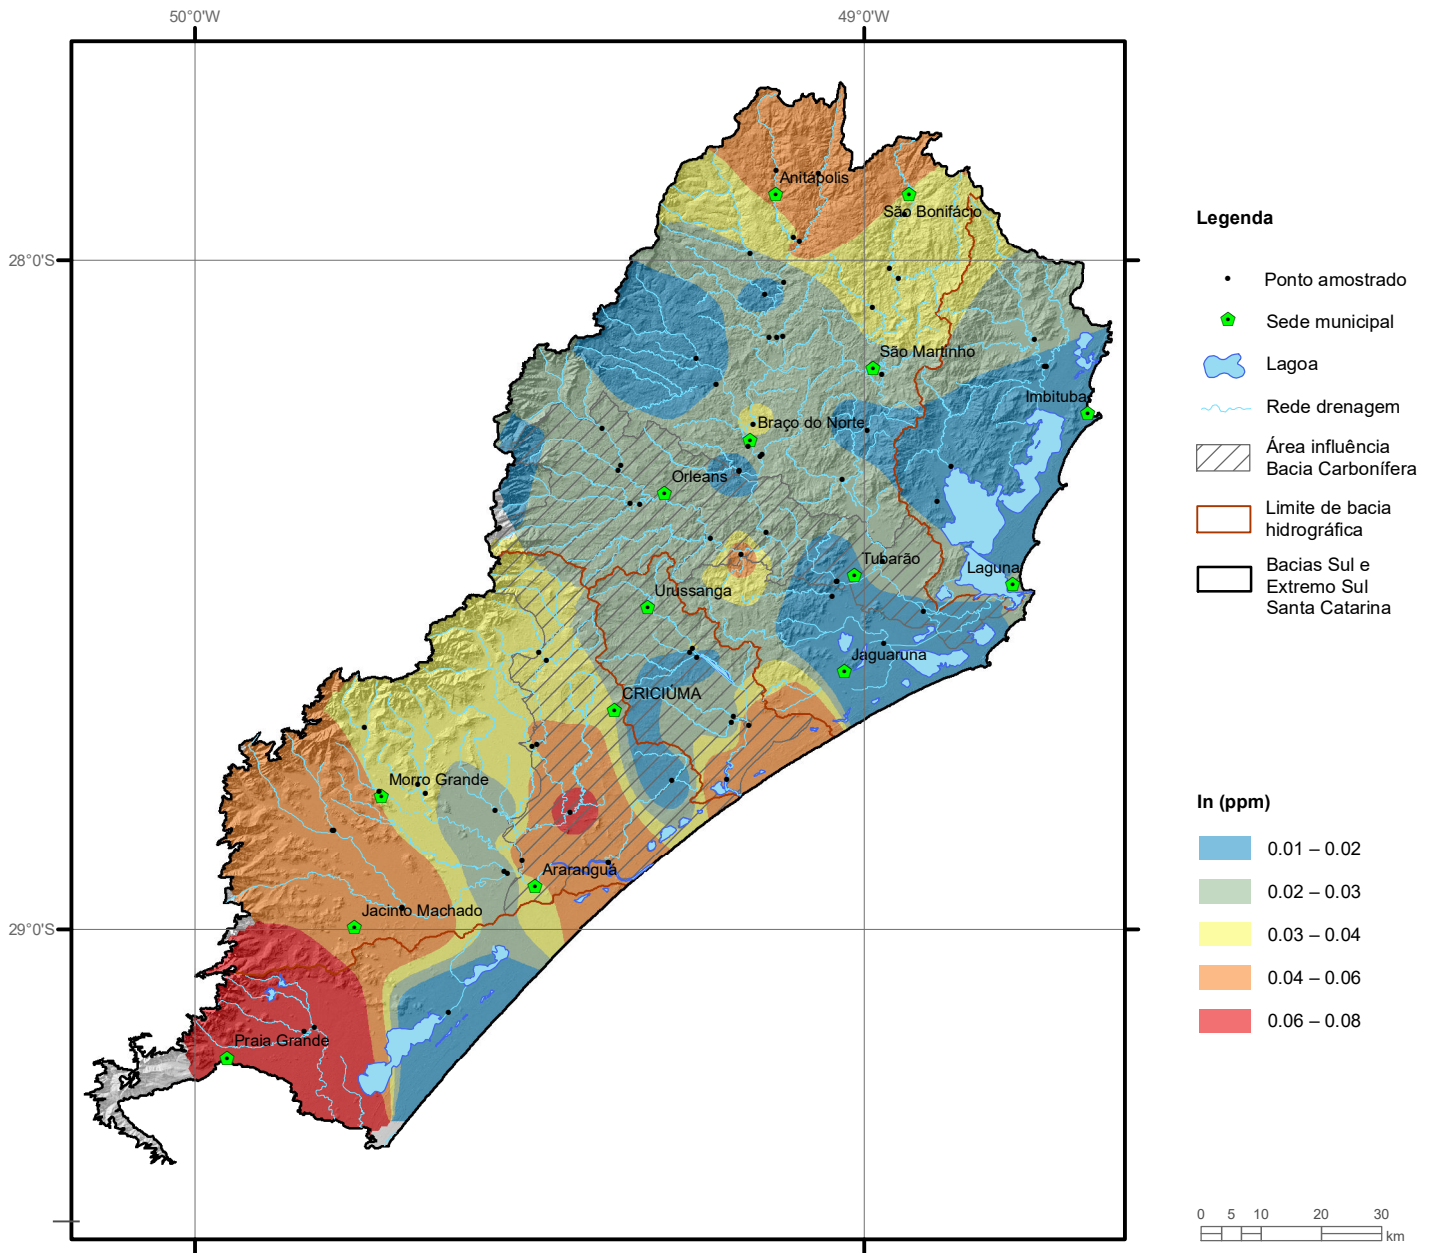 50°0'W
49°0'W
28°0'S
29°0'S
Anitápolis
São Bonifácio
São Martinho
Imbituba
Braço do Norte
Orleans
Tubarão
Laguna
Urussanga
Jaguaruna
CRICIÚMA
Morro Grande
Araranguá
Jacinto Machado
Praia Grande
Legenda
Ponto amostrado
Sede municipal
Lagoa
Rede drenagem
Área influência
Bacia Carbonífera
Limite de bacia
hidrográfica
Bacias Sul e
Extremo Sul
Santa Catarina
In (ppm)
0.01 – 0.02
0.02 – 0.03
0.03 – 0.04
0.04 – 0.06
0.06 – 0.08
0 5 10 20 30
km